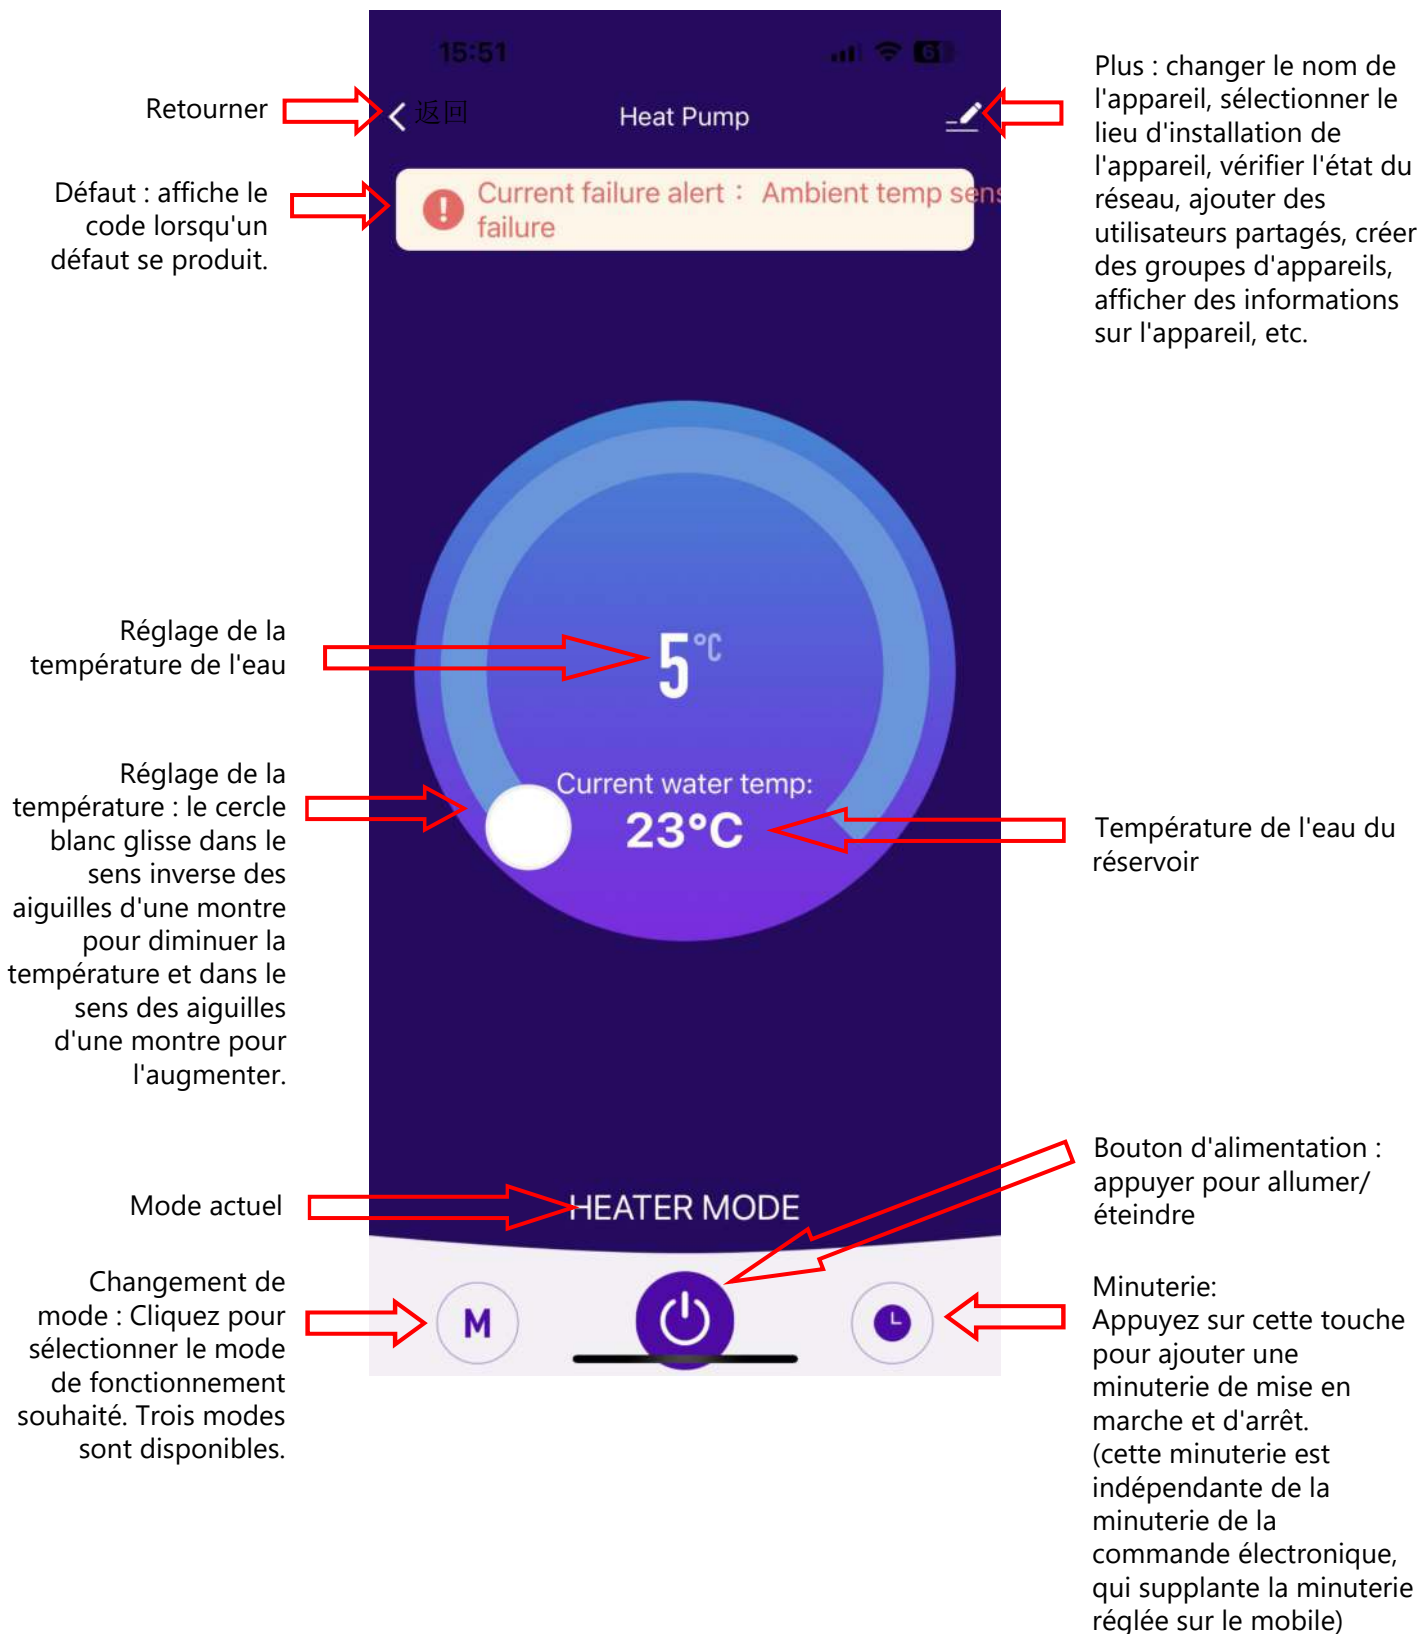 15:51
61
Retourner
返回
Heat Pump
Plus : changer le nom de
l'appareil, sélectionner le
lieu d'installation de
l'appareil, vérifier l'état du
réseau, ajouter des
utilisateurs partagés, créer
des groupes d'appareils,
afficher des informations
sur l'appareil, etc.
Défaut : affiche le
code lorsqu'un
défaut se produit.
Current failure alert : Ambient temp sens
failure
Réglage de la
température de l'eau
5°C
Réglage de la
température : le cercle
blanc glisse dans le
sens inverse des
aiguilles d'une montre
pour diminuer la
température et dans le
sens des aiguilles
d'une montre pour
l'augmenter.
Current water temp:
23°C
Température de l'eau du
réservoir
Mode actuel
HEATER MODE
Bouton d'alimentation :
appuyer pour allumer/
éteindre
Changement de
mode : Cliquez pour
sélectionner le mode
de fonctionnement
souhaité. Trois modes
sont disponibles.
M
Minuterie:
Appuyez sur cette touche
pour ajouter une
minuterie de mise en
marche et d'arrêt.
(cette minuterie est
indépendante de la
minuterie de la
commande électronique,
qui supplante la minuterie
réglée sur le mobile)